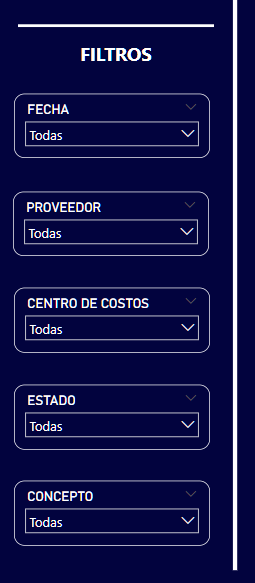 FILTROS
FECHA
Todas
PROVEEDOR
Todas
CENTRO DE COSTOS
Todas
ESTADO
Todas
CONCEPTO
Todas